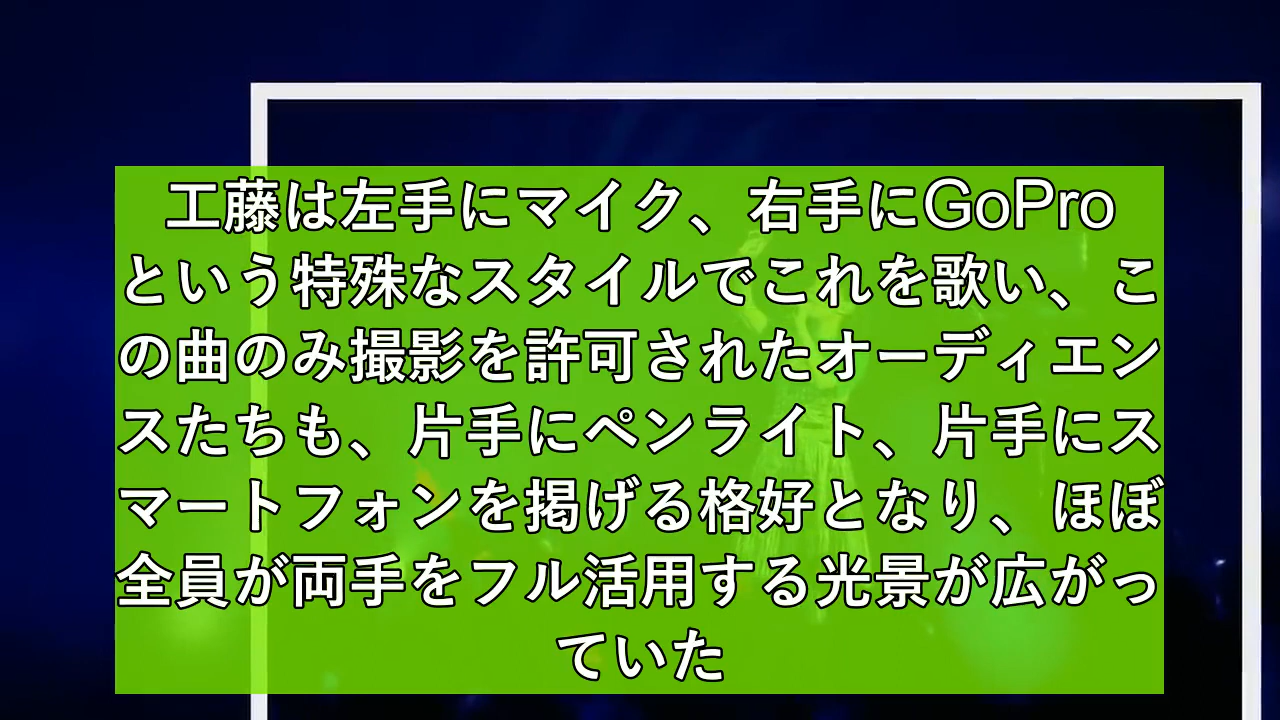 工藤は左手にマイク、右手にGoPro
という特殊なスタイルでこれを歌い、こ
の曲のみ撮影を許可されたオーディエン
スたちも、片手にペンライト、片手にス
マートフォンを掲げる格好となり、ほぼ
全員が両手をフル活用する光景が広がっ
ていた